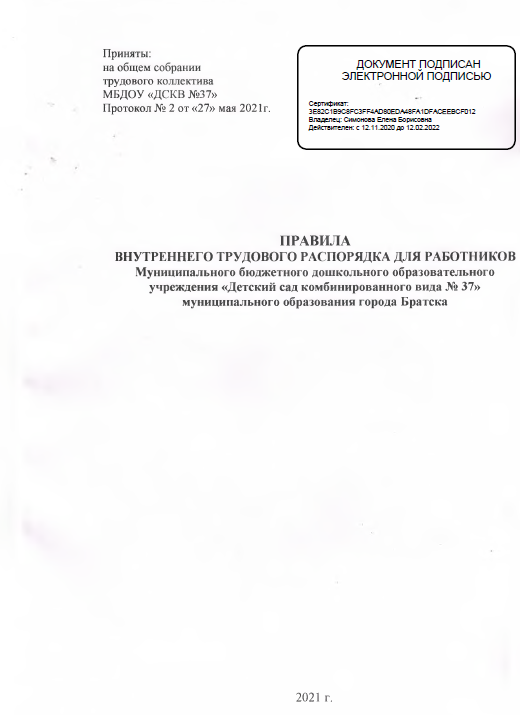 Приняты:
на общем собрании
трудового коллектива
МБДОУ «ДСКВ №37»
Протокол № 2 от «27» мая 2021г.
ДОКУМЕНТ ПОДПИСАН
ЭЛЕКТРОННОЙ ПОДПИСЬЮ
Сертификат:
3E82C1B9C8FC3FF4AD80EDA48FA1DFACEEBCF012
Владелец: Симонова Елена Борисовна
Действителен: с 12.11.2020 до 12.02.2022
ПРАВИЛА
ВНУТРЕННЕГО ТРУДОВОГО РАСПОРЯДКА ДЛЯ РАБОТНИКОВ
Муниципального бюджетного дошкольного образовательного
учреждения «Детский сад комбинированного вида № 37»
муниципального образования города Братска
2021 г.